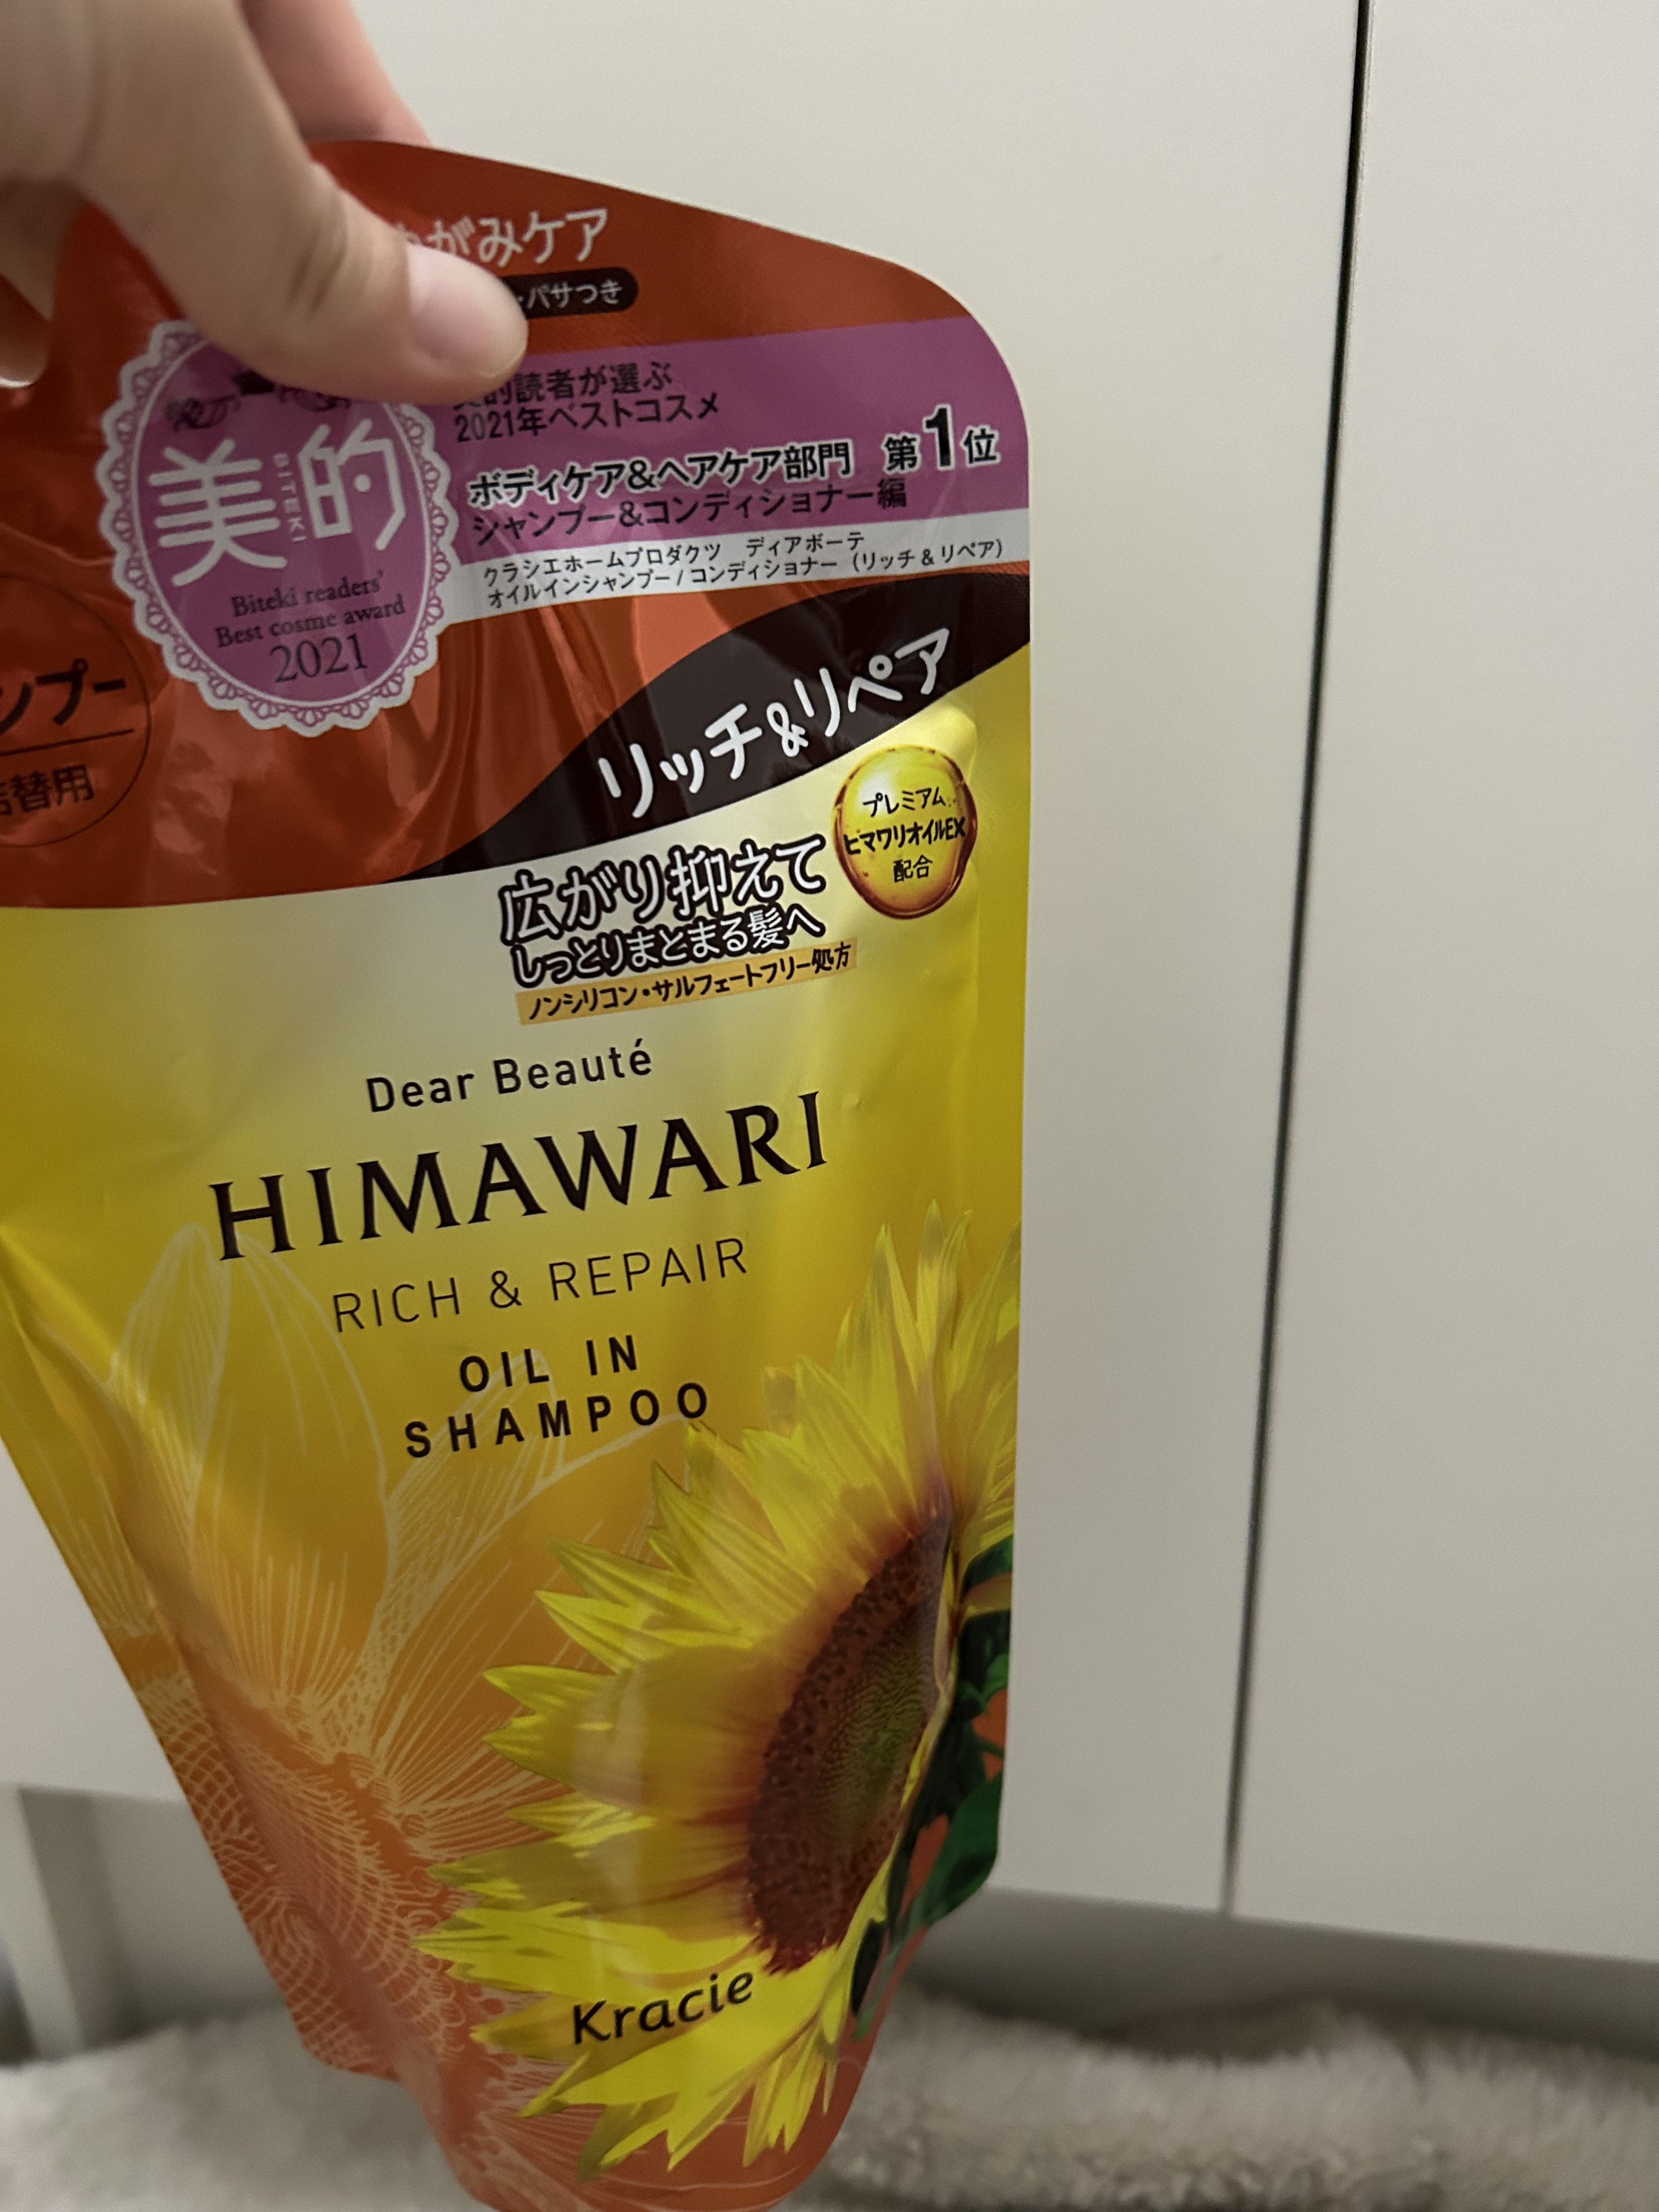 がみケア
・パサつき
美的
BITEKI
Biteki readers'
Best cosme award
2021
的読者が選ぶ
2021年ベストコスメ
ボディケア&ヘアケア部門 第1位
シャンプー&コンディショナー編
クラシエホームプロダクツ ディアボーテ
オイルインシャンプー/コンディショナー (リッチ&リペア)
ンプー
詰替用
リッチ&リペア
プレミアム
ヒマワリオイルEX
配合
広がり抑えて
しっとりまとまる髪へ
ノンシリコン・サルフェートフリー処方
Dear Beauté
HIMAWARI
RICH & REPAIR
OIL IN
SHAMPOO
Kracie